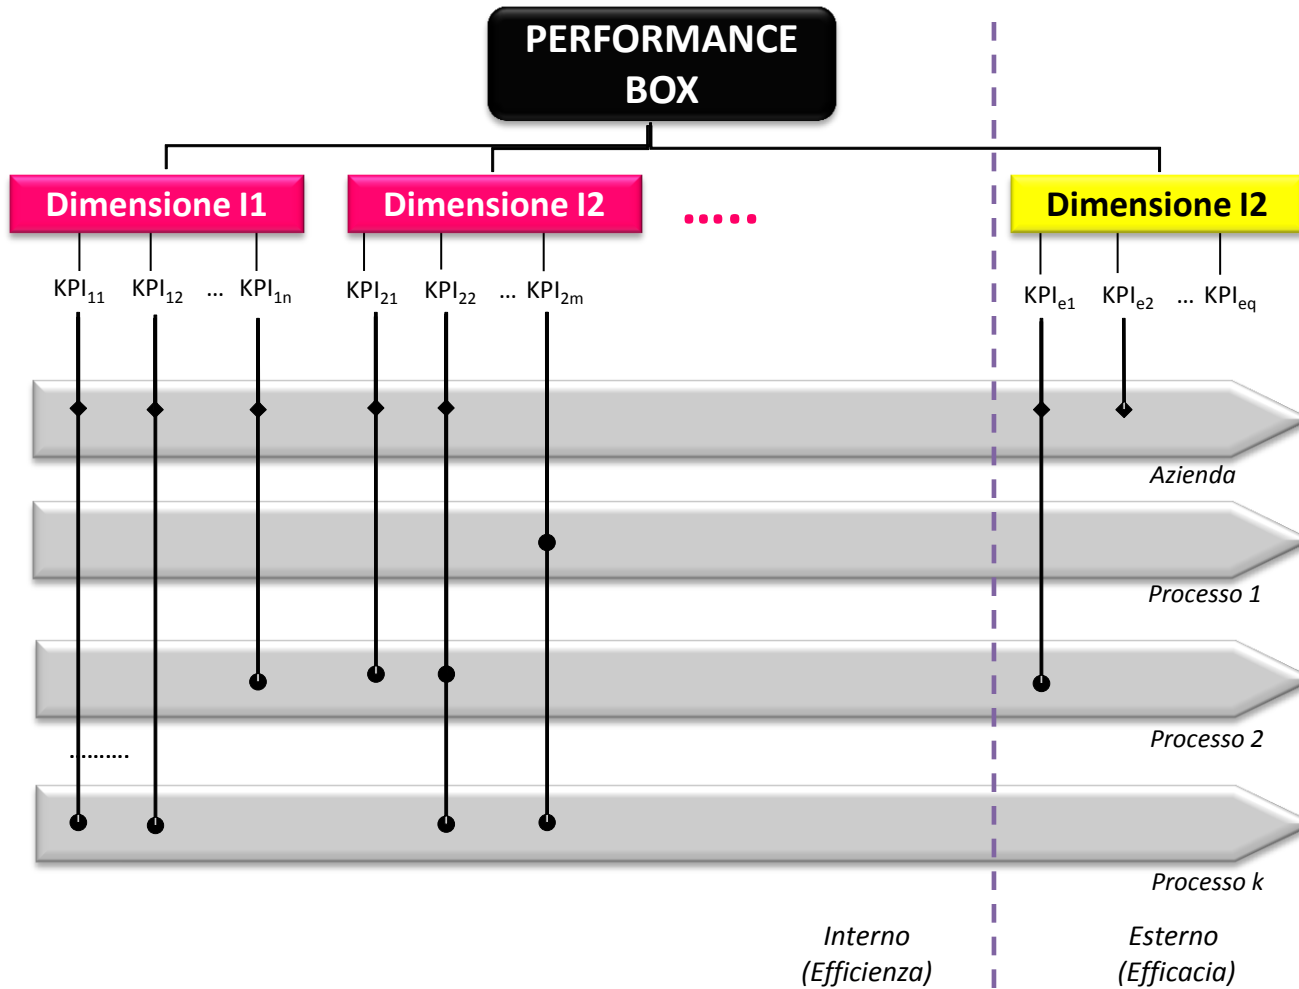 PERFORMANCE
BOX
Dimensione I1
Dimensione I2
.....
Dimensione I2
KPI11 KPI12 ... KPI1n KPI21 KPI22 ... KPI2m KPIe1 KPIe2 ... KPIeq
Azienda
Processo 1
Processo 2
..........
Processo k
Interno
(Efficienza)
Esterno
(Efficacia)